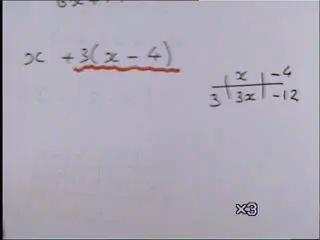 x + 3(x - 4)
x | -4
3 | 3x | -12
x3